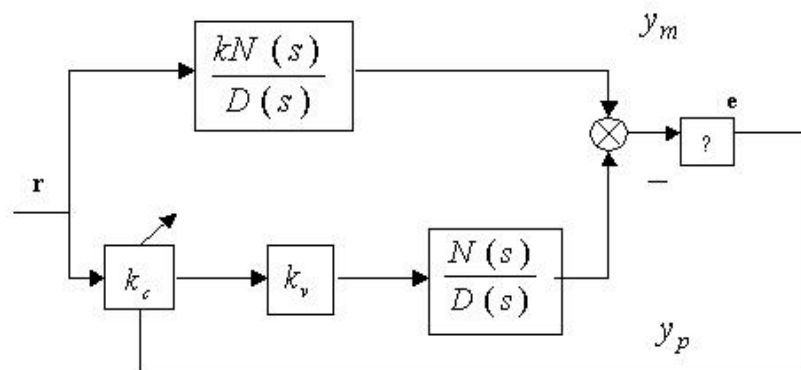 y_m
kN(s)
D(s)
e
?
r
−
k_c
k_v
N(s)
D(s)
y_p